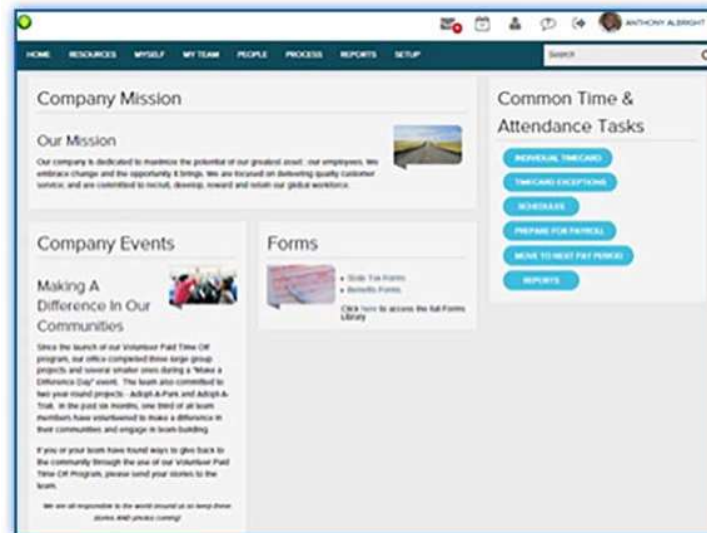 ANTHONY ALBRIGHT
HOME RESOURCES MYSELF MY TEAM PEOPLE PROCESS REPORTS SETUP
Search
Company Mission
Our Mission
Our company is dedicated to maximize the potential of our greatest asset: our employees. We
embrace change and the opportunity it brings. We are focused on delivering quality customer
service; and are committed to recruit, develop, reward and retain our global workforce.
Company Events
Making A
Difference In Our
Communities
Since the launch of our Volunteer Paid Time Off
program, our office completed three large group
projects and several smaller ones during a "Make a
Difference Day" event. The team also committed to
two year-round projects - Adopt-A-Park and Adopt-A-
Trail. In the past six months, one third of all team
members have volunteered to make a difference in
their communities and engage in team-building.
If you or your team have found ways to give back to
the community through the use of our Volunteer Paid
Time Off Program, please send your stories to the
team.
We are all responsible to the world around us so keep those
stories AND photos coming!
Forms
State Tax Forms
Benefits Forms
Click here to access the full Forms
Library
Common Time &
Attendance Tasks
INDIVIDUAL TIMECARD
TIMECARD EXCEPTIONS
SCHEDULES
PREPARE FOR PAYROLL
MOVE TO NEXT PAY PERIOD
REPORTS